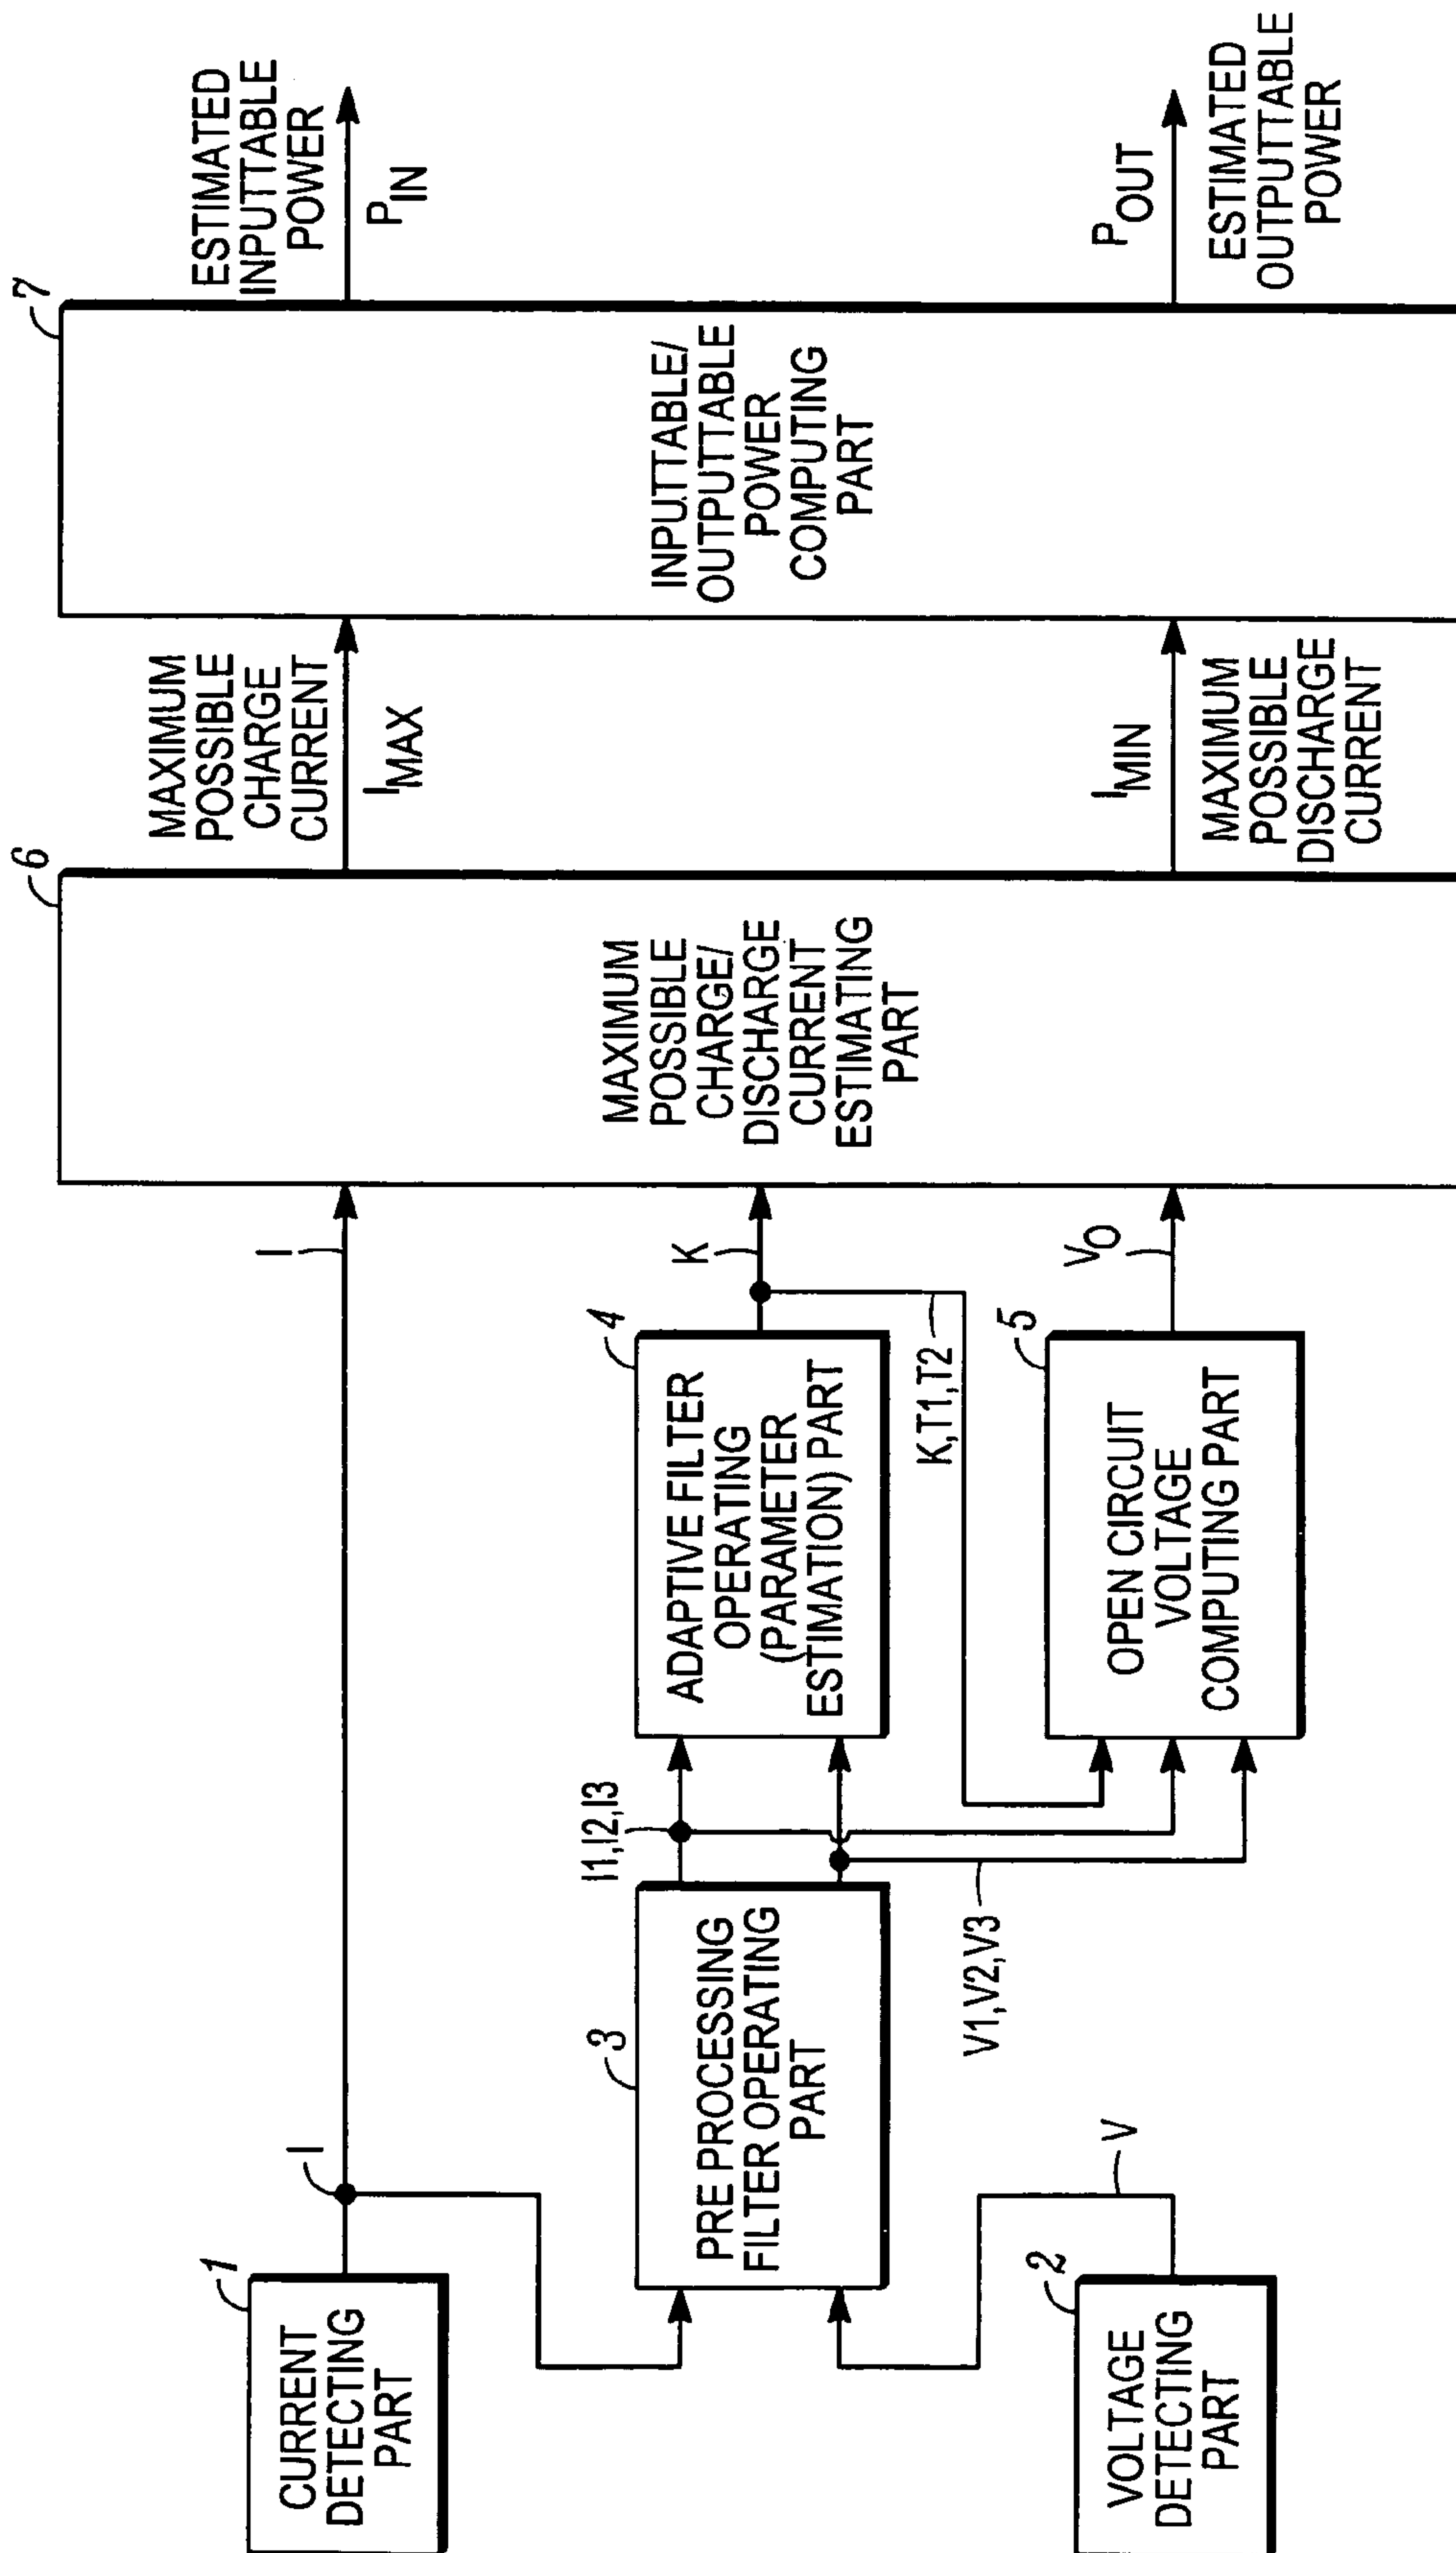 1
CURRENT
DETECTING
PART
I
2
VOLTAGE
DETECTING
PART
V
3
PRE PROCESSING
FILTER OPERATING
PART
I1,I2,I3
V1,V2,V3
4
ADAPTIVE FILTER
OPERATING
(PARAMETER
ESTIMATION) PART
K,T1,T2
5
OPEN CIRCUIT
VOLTAGE
COMPUTING PART
I
K
VO
6
MAXIMUM
POSSIBLE
CHARGE/
DISCHARGE
CURRENT
ESTIMATING
PART
MAXIMUM
POSSIBLE
CHARGE
CURRENT
IMAX
IMIN
MAXIMUM
POSSIBLE
DISCHARGE
CURRENT
7
INPUTTABLE/
OUTPUTTABLE
POWER
COMPUTING
PART
ESTIMATED
INPUTTABLE
POWER
PIN
POUT
ESTIMATED
OUTPUTTABLE
POWER